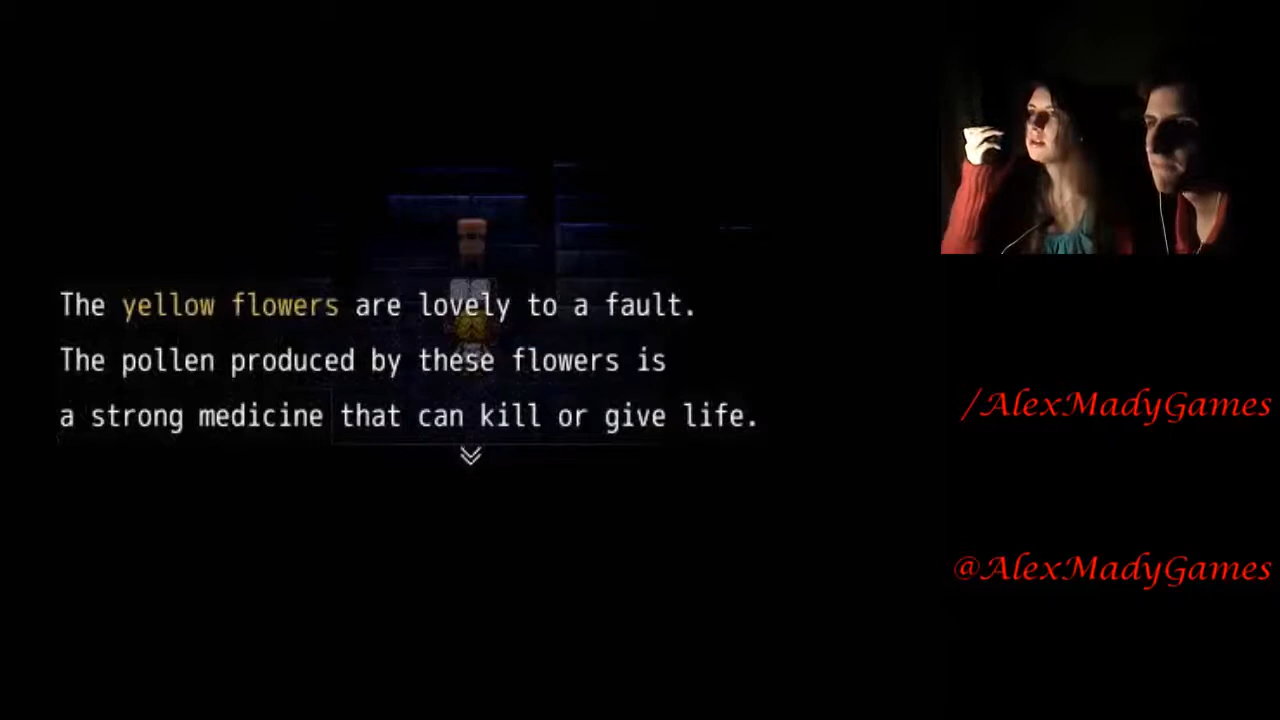 The yellow flowers are lovely to a fault.
The pollen produced by these flowers is
a strong medicine that can kill or give life.
/AlexMadyGames
@AlexMadyGames